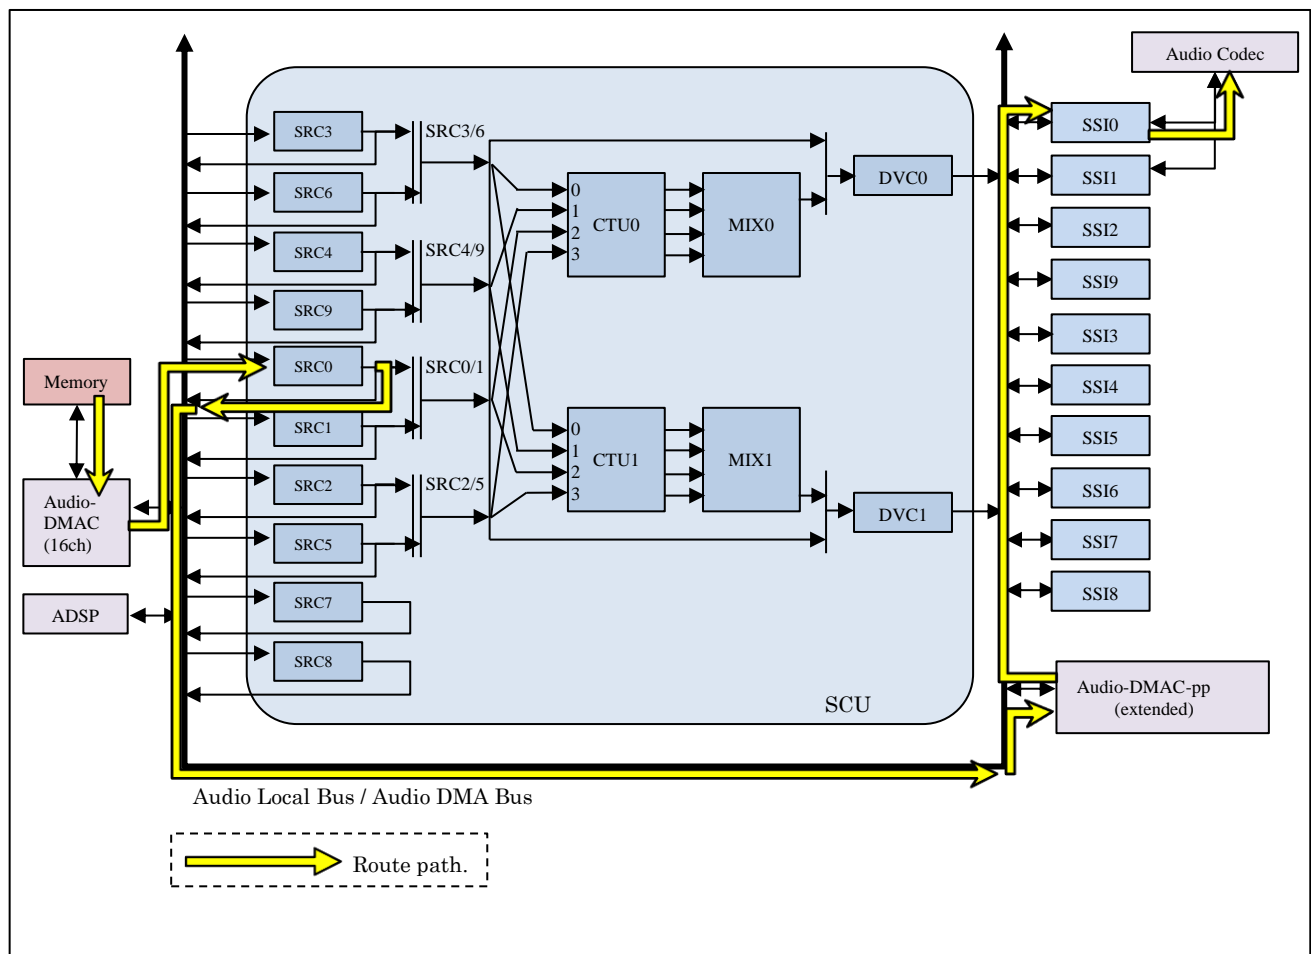 Audio Codec
SRC3
SRC3/6
SSI0
SRC6
SSI1
DVC0
0
1
2
3
CTU0
MIX0
SSI2
SRC4
SRC4/9
SSI9
SRC9
SSI3
Memory
SRC0
SRC0/1
SSI4
SRC1
0
1
2
3
CTU1
MIX1
SSI5
SRC2
SRC2/5
SSI6
Audio-
DMAC
(16ch)
DVC1
SRC5
SSI7
ADSP
SRC7
SSI8
SRC8
SCU
Audio-DMAC-pp
(extended)
Audio Local Bus / Audio DMA Bus
Route path.